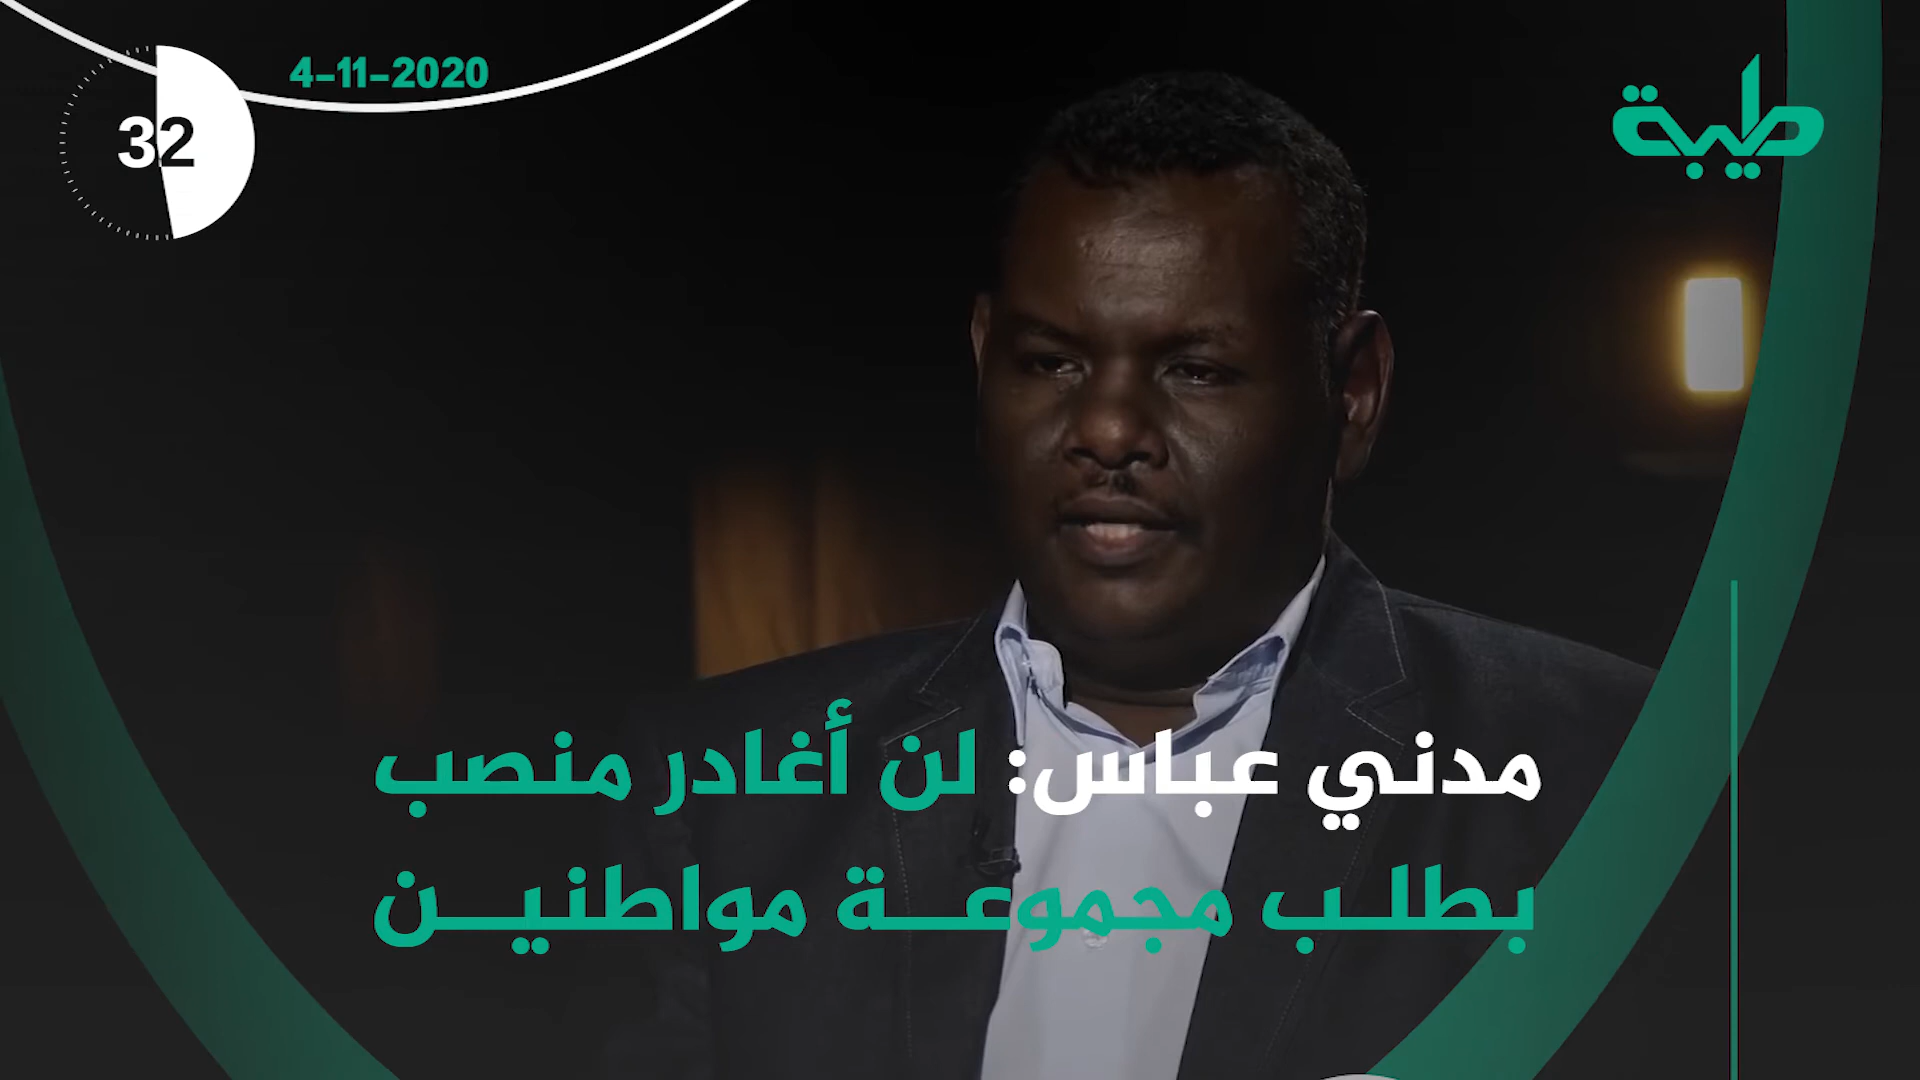 4-11-2020
32
طيبة
مدني عباس: لن أغادر منصب
بطلب مجموعة مواطنين